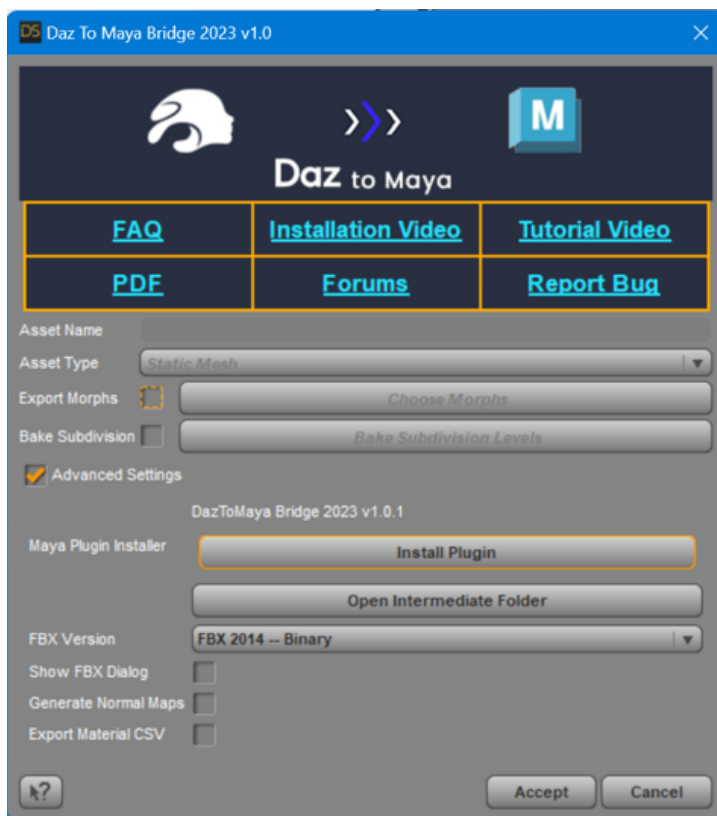 DS Daz To Maya Bridge 2023 v1.0
M
Daz to Maya
FAQ Installation Video Tutorial Video
PDF Forums Report Bug
Asset Name
Asset Type Static Mesh
Export Morphs Choose Morphs
Bake Subdivision Bake Subdivision Levels
Advanced Settings
DazToMaya Bridge 2023 v1.0.1
Maya Plugin Installer Install Plugin
Open Intermediate Folder
FBX Version FBX 2014 -- Binary
Show FBX Dialog
Generate Normal Maps
Export Material CSV
? Accept Cancel